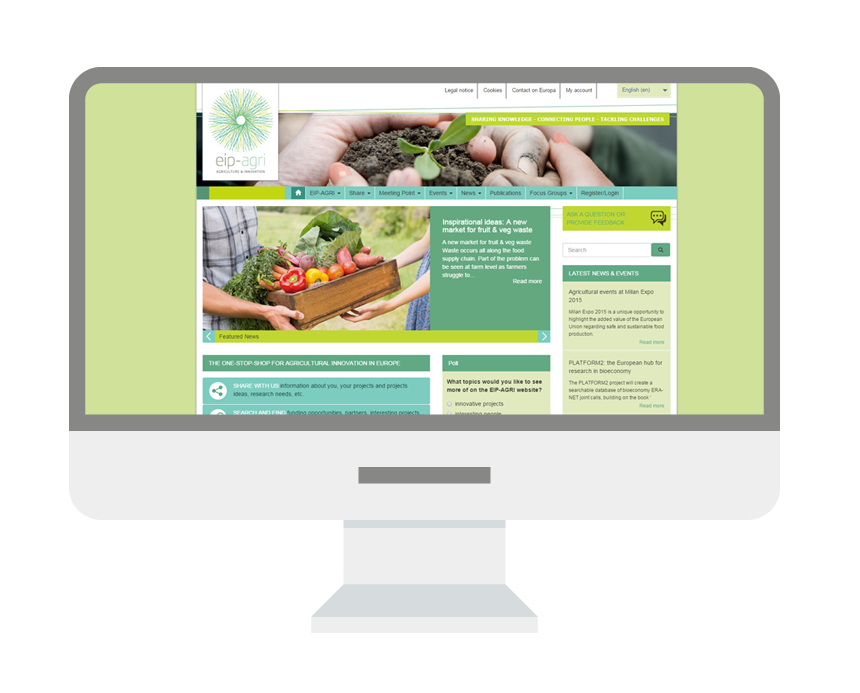 Legal notice
Cookies
Contact on Europa
My account
English (en)
SHARING KNOWLEDGE - CONNECTING PEOPLE - TACKLING CHALLENGES
eip-agri
AGRICULTURE & INNOVATION
EIP-AGRI
Share
Meeting Point
Events
News
Publications
Focus Groups
Register/Login
Inspirational ideas: A new
market for fruit & veg waste
A new market for fruit & veg waste
Waste occurs all along the food
supply chain. Part of the problem can
be seen at farm level as farmers
struggle to...
Read more
Featured News
THE ONE-STOP-SHOP FOR AGRICULTURAL INNOVATION IN EUROPE
SHARE WITH US information about you, your projects and projects
ideas, research needs, etc.
SEARCH AND FIND funding opportunities, partners, interesting projects,
Poll
What topics would you like to see
more of on the EIP-AGRI website?
innovative projects
interesting people
ASK A QUESTION OR
PROVIDE FEEDBACK
Search
LATEST NEWS & EVENTS
Agricultural events at Milan Expo
2015
Milan Expo 2015 is a unique opportunity to
highlight the added value of the European
Union regarding safe and sustainable food
production.
Read more
PLATFORM2: the European hub for
research in bioeconomy
The PLATFORM2 project will create a
searchable database of bioeconomy ERA-
NET joint calls, building on the book '
Read more